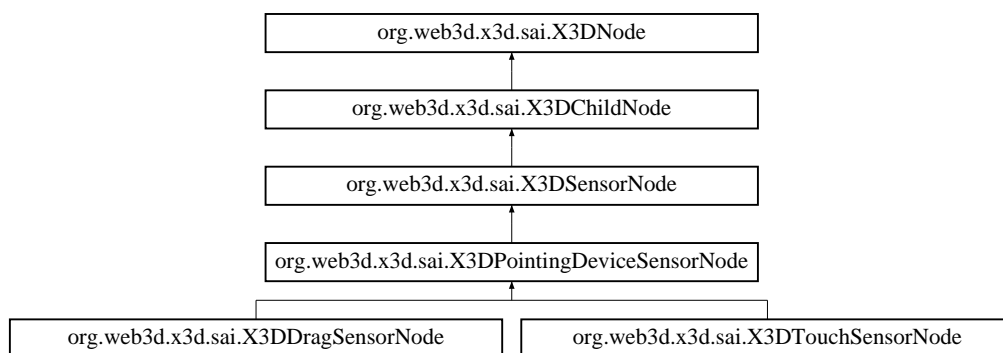 org.web3d.x3d.sai.X3DNode
org.web3d.x3d.sai.X3DChildNode
org.web3d.x3d.sai.X3DSensorNode
org.web3d.x3d.sai.X3DPointingDeviceSensorNode
org.web3d.x3d.sai.X3DDragSensorNode
org.web3d.x3d.sai.X3DTouchSensorNode